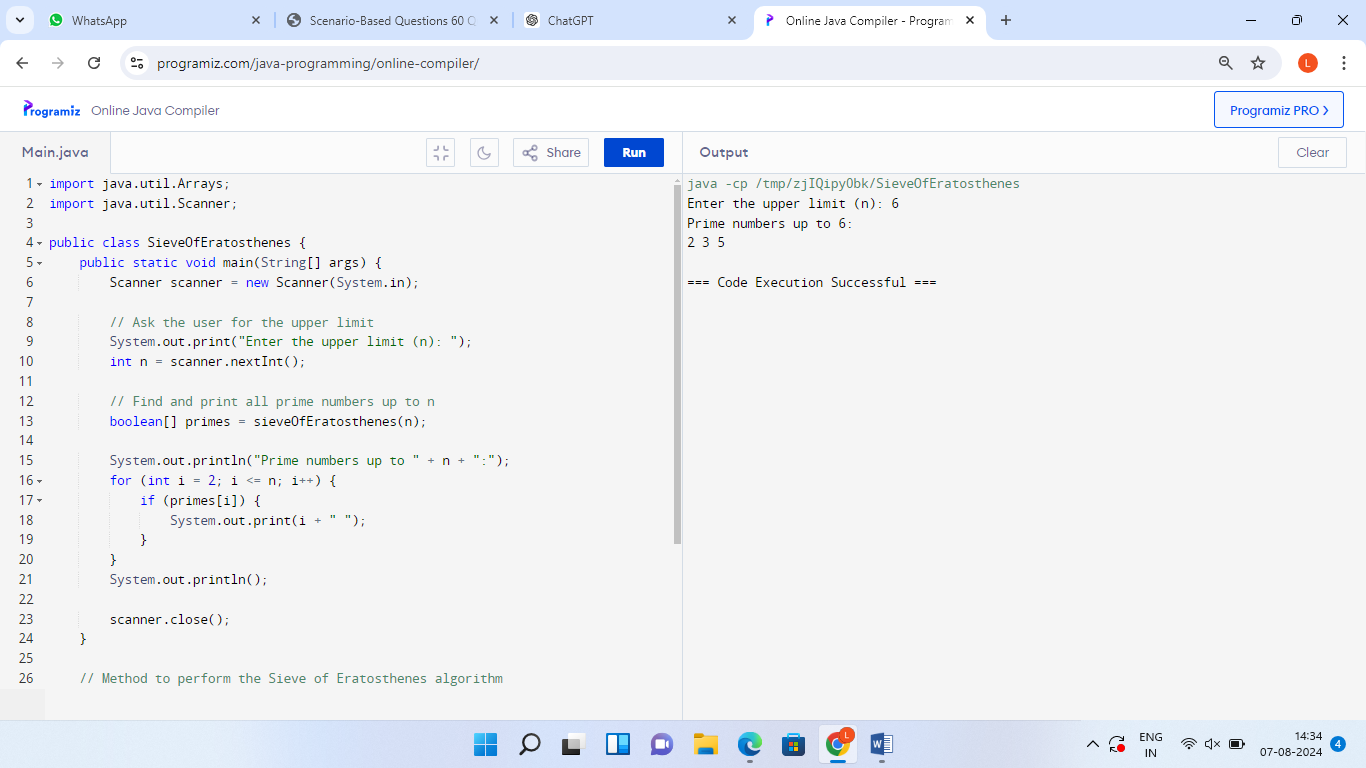 WhatsApp
Scenario-Based Questions 60 Q
ChatGPT
Online Java Compiler - Program
programiz.com/java-programming/online-compiler/
L
Programiz Online Java Compiler
Programiz PRO >
Main.java
Share
Run
Output
Clear
1 import java.util.Arrays;
2 import java.util.Scanner;
3
4 public class SieveOfEratosthenes {
5     public static void main(String[] args) {
6         Scanner scanner = new Scanner(System.in);
7
8         // Ask the user for the upper limit
9         System.out.print("Enter the upper limit (n): ");
10         int n = scanner.nextInt();
11
12         // Find and print all prime numbers up to n
13         boolean[] primes = sieveOfEratosthenes(n);
14
15         System.out.println("Prime numbers up to " + n + ":");
16         for (int i = 2; i <= n; i++) {
17             if (primes[i]) {
18                 System.out.print(i + " ");
19             }
20         }
21         System.out.println();
22
23         scanner.close();
24     }
25
26     // Method to perform the Sieve of Eratosthenes algorithm
java -cp /tmp/zjIQipyObk/SieveOfEratosthenes
Enter the upper limit (n): 6
Prime numbers up to 6:
2 3 5
=== Code Execution Successful ===
L
ENG
IN
14:34
07-08-2024
4